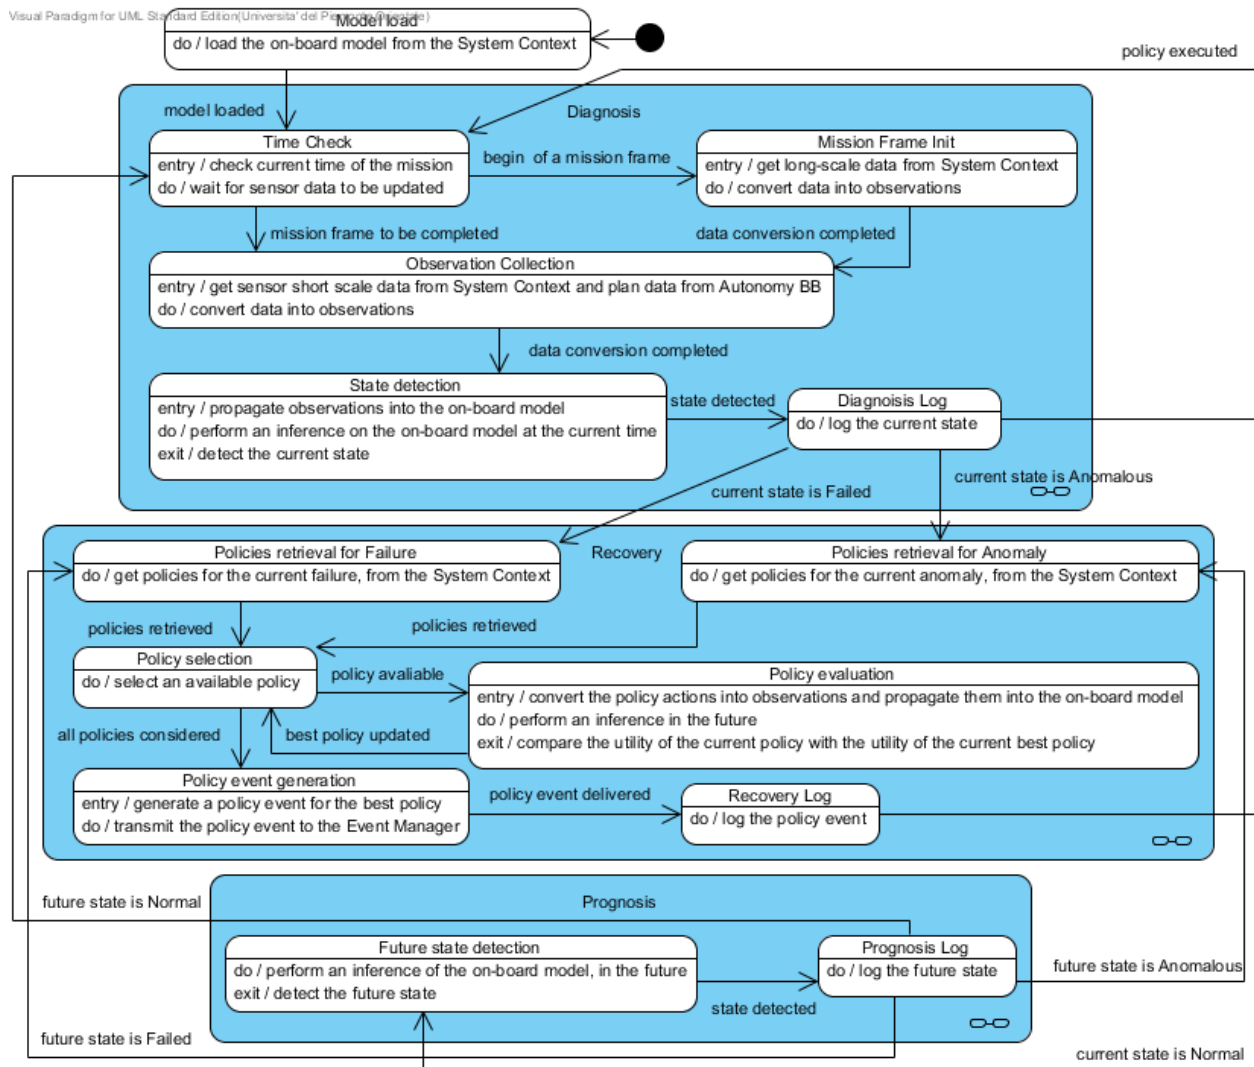 Visual Paradigm for UML Standard Edition(Universita' del Piemonte Orientale)
Model load
do / load the on-board model from the System Context
policy executed
model loaded
Diagnosis
Time Check
entry / check current time of the mission
do / wait for sensor data to be updated
begin of a mission frame
Mission Frame Init
entry / get long-scale data from System Context
do / convert data into observations
mission frame to be completed
data conversion completed
Observation Collection
entry / get sensor short scale data from System Context and plan data from Autonomy BB
do / convert data into observations
data conversion completed
State detection
entry / propagate observations into the on-board model
do / perform an inference on the on-board model at the current time
exit / detect the current state
state detected
Diagnoisis Log
do / log the current state
current state is Failed
current state is Anomalous
Recovery
Policies retrieval for Failure
do / get policies for the current failure, from the System Context
Policies retrieval for Anomaly
do / get policies for the current anomaly, from the System Context
policies retrieved
policies retrieved
Policy selection
do / select an available policy
policy avaliable
Policy evaluation
entry / convert the policy actions into observations and propagate them into the on-board model
do / perform an inference in the future
exit / compare the utility of the current policy with the utility of the current best policy
all policies considered
best policy updated
Policy event generation
entry / generate a policy event for the best policy
do / transmit the policy event to the Event Manager
policy event delivered
Recovery Log
do / log the policy event
future state is Normal
Prognosis
Future state detection
do / perform an inference of the on-board model, in the future
exit / detect the future state
state detected
Prognosis Log
do / log the future state
future state is Anomalous
future state is Failed
current state is Normal